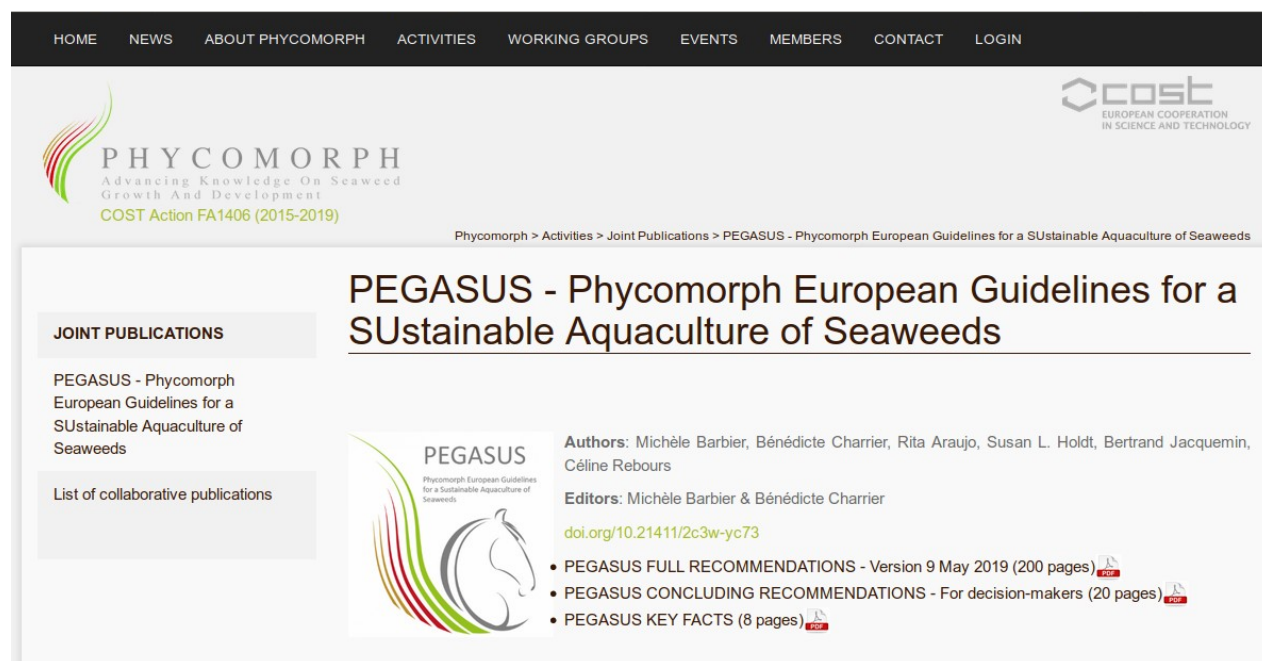 HOME NEWS ABOUT PHYCOMORPH ACTIVITIES WORKING GROUPS EVENTS MEMBERS CONTACT LOGIN
cost
EUROPEAN COOPERATION
IN SCIENCE AND TECHNOLOGY
PHYCOMORPH
Advancing Knowledge On Seaweed
Growth And Development
COST Action FA1406 (2015-2019)
Phycomorph > Activities > Joint Publications > PEGASUS - Phycomorph European Guidelines for a SUstainable Aquaculture of Seaweeds
JOINT PUBLICATIONS
PEGASUS - Phycomorph
European Guidelines for a
SUstainable Aquaculture of
Seaweeds
List of collaborative publications
PEGASUS - Phycomorph European Guidelines for a
SUstainable Aquaculture of Seaweeds
PEGASUS
Phycomorph European Guidelines
for a Sustainable Aquaculture of
Seaweeds
Authors: Michèle Barbier, Bénédicte Charrier, Rita Araujo, Susan L. Holdt, Bertrand Jacquemin,
Céline Rebours
Editors: Michèle Barbier & Bénédicte Charrier
doi.org/10.21411/2c3w-yc73
• PEGASUS FULL RECOMMENDATIONS - Version 9 May 2019 (200 pages) PDF
• PEGASUS CONCLUDING RECOMMENDATIONS - For decision-makers (20 pages) PDF
• PEGASUS KEY FACTS (8 pages) PDF